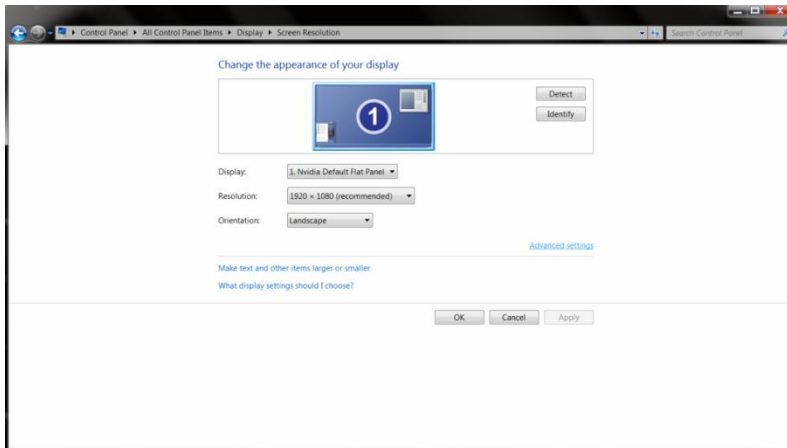 Control Panel ▸ All Control Panel Items ▸ Display ▸ Screen Resolution
Search Control Panel
Change the appearance of your display
1
Detect
Identify
Display: 1. Nvidia Default Flat Panel
Resolution: 1920 × 1080 (recommended)
Orientation: Landscape
Advanced settings
Make text and other items larger or smaller
What display settings should I choose?
OK Cancel Apply